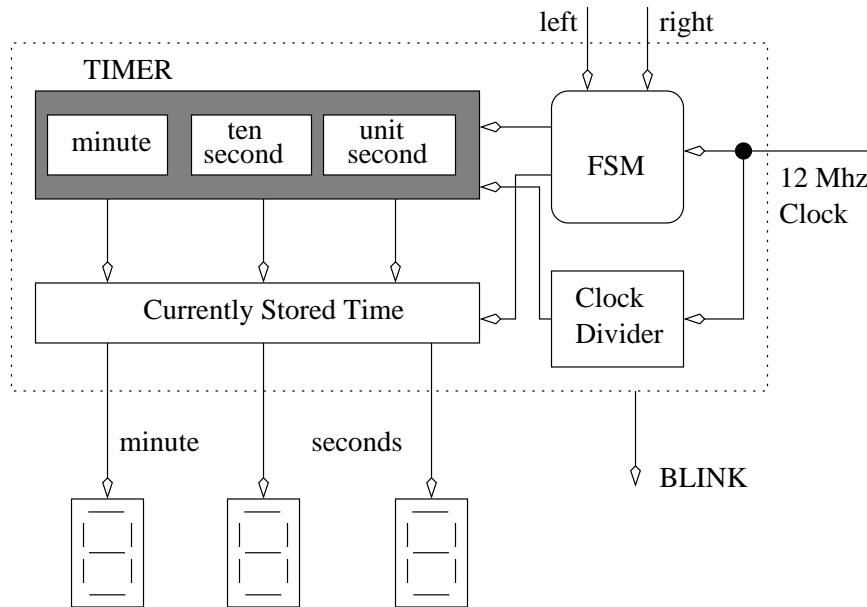 left
right
TIMER
minute
ten
second
unit
second
FSM
12 Mhz
Clock
Currently Stored Time
Clock
Divider
minute
seconds
BLINK